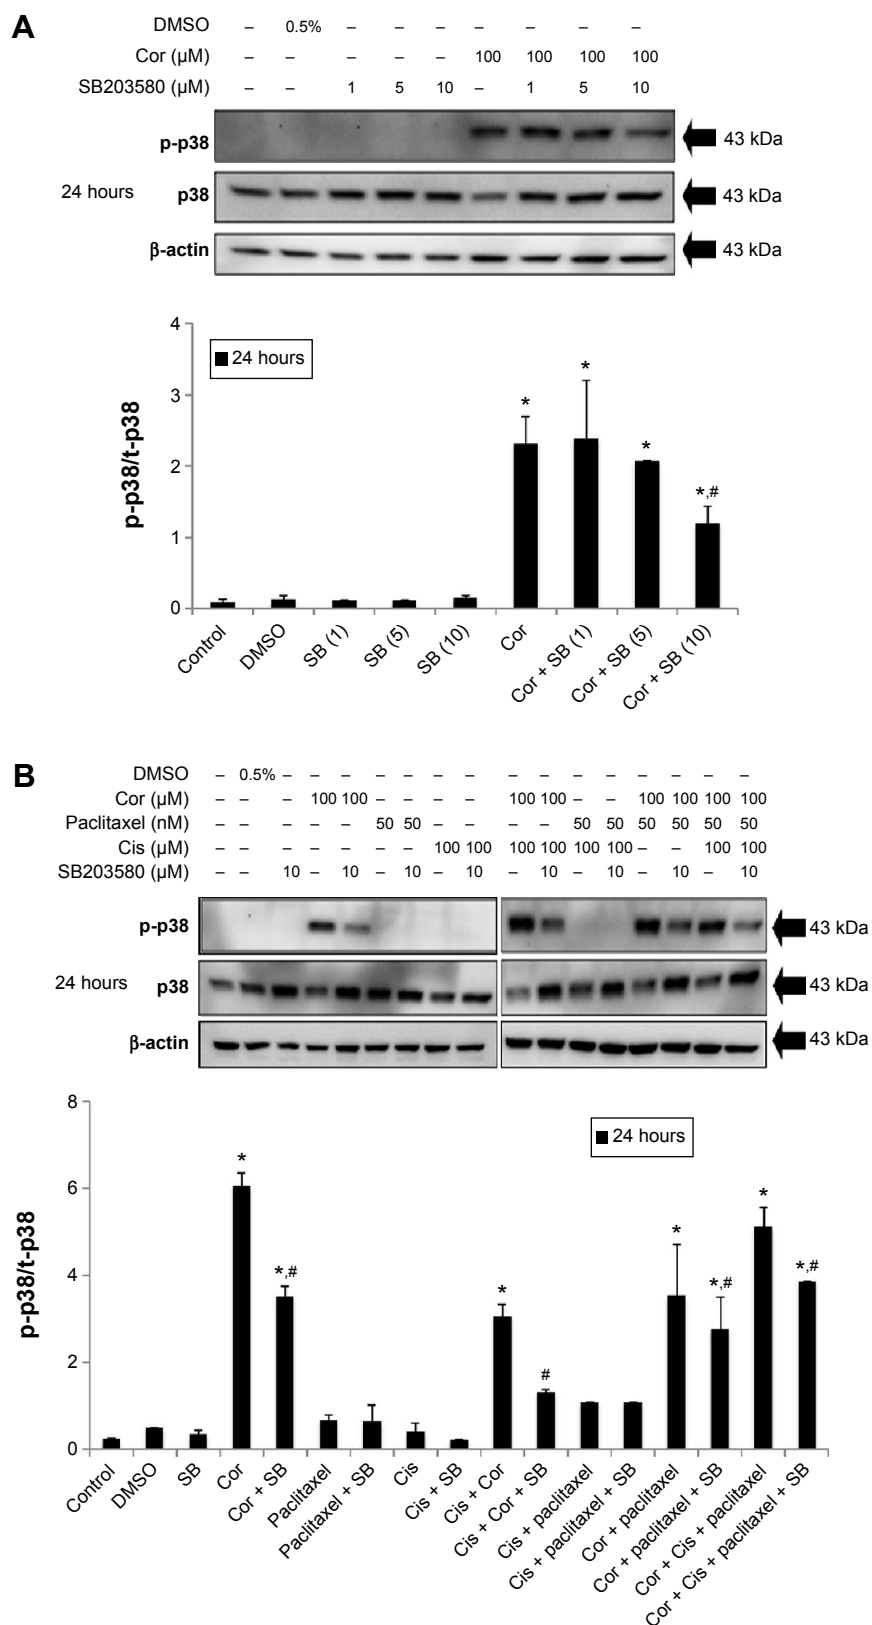 A
DMSO – 0.5% – – – – – – –
Cor (µM) – – – – – 100 100 100 100
SB203580 (µM) – – 1 5 10 – 1 5 10
p-p38 43 kDa
24 hours p38 43 kDa
β-actin 43 kDa
4
3
2
1
0
p-p38/t-p38
24 hours
* * * *,#
Control DMSO SB (1) SB (5) SB (10) Cor Cor + SB (1) Cor + SB (5) Cor + SB (10)
B
DMSO – 0.5% – – – – – – – – – – – – – – –
Cor (µM) – – – 100 100 – – – – 100 100 – – 100 100 100 100
Paclitaxel (nM) – – – – – 50 50 – – – – 50 50 50 50 50 50
Cis (µM) – – – – – – – 100 100 100 100 100 100 – – 100 100
SB203580 (µM) – – 10 – 10 – 10 – 10 – 10 – 10 – 10 – 10
p-p38 43 kDa
24 hours p38 43 kDa
β-actin 43 kDa
8
6
4
2
0
p-p38/t-p38
24 hours
* *,# * # * *,# * *,#
Control DMSO SB Cor Cor + SB Paclitaxel Paclitaxel + SB Cis Cis + SB Cis + Cor Cis + Cor + SB Cis + paclitaxel Cis + paclitaxel + SB Cor + paclitaxel Cor + paclitaxel + SB Cor + Cis + paclitaxel Cor + Cis + paclitaxel + SB